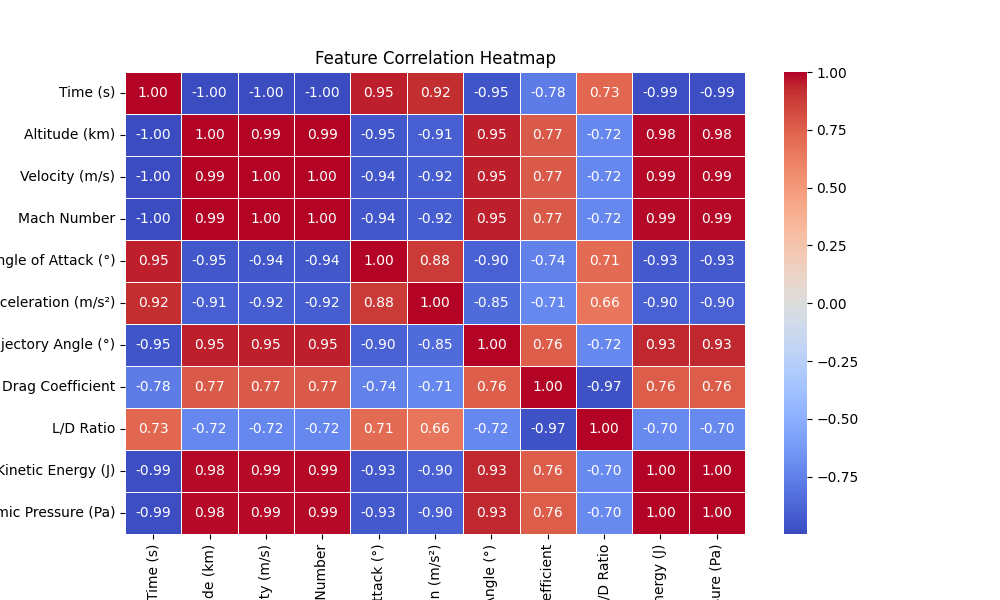 Feature Correlation Heatmap
Time (s) 1.00 -1.00 -1.00 -1.00 0.95 0.92 -0.95 -0.78 0.73 -0.99 -0.99
Altitude (km) -1.00 1.00 0.99 0.99 -0.95 -0.91 0.95 0.77 -0.72 0.98 0.98
Velocity (m/s) -1.00 0.99 1.00 1.00 -0.94 -0.92 0.95 0.77 -0.72 0.99 0.99
Mach Number -1.00 0.99 1.00 1.00 -0.94 -0.92 0.95 0.77 -0.72 0.99 0.99
ngle of Attack (°) 0.95 -0.95 -0.94 -0.94 1.00 0.88 -0.90 -0.74 0.71 -0.93 -0.93
celeration (m/s²) 0.92 -0.91 -0.92 -0.92 0.88 1.00 -0.85 -0.71 0.66 -0.90 -0.90
jectory Angle (°) -0.95 0.95 0.95 0.95 -0.90 -0.85 1.00 0.76 -0.72 0.93 0.93
Drag Coefficient -0.78 0.77 0.77 0.77 -0.74 -0.71 0.76 1.00 -0.97 0.76 0.76
L/D Ratio 0.73 -0.72 -0.72 -0.72 0.71 0.66 -0.72 -0.97 1.00 -0.70 -0.70
Kinetic Energy (J) -0.99 0.98 0.99 0.99 -0.93 -0.90 0.93 0.76 -0.70 1.00 1.00
mic Pressure (Pa) -0.99 0.98 0.99 0.99 -0.93 -0.90 0.93 0.76 -0.70 1.00 1.00
Time (s)
de (km)
ty (m/s)
Number
ttack (°)
n (m/s²)
Angle (°)
efficient
/D Ratio
nergy (J)
ure (Pa)
1.00
0.75
0.50
0.25
0.00
−0.25
−0.50
−0.75